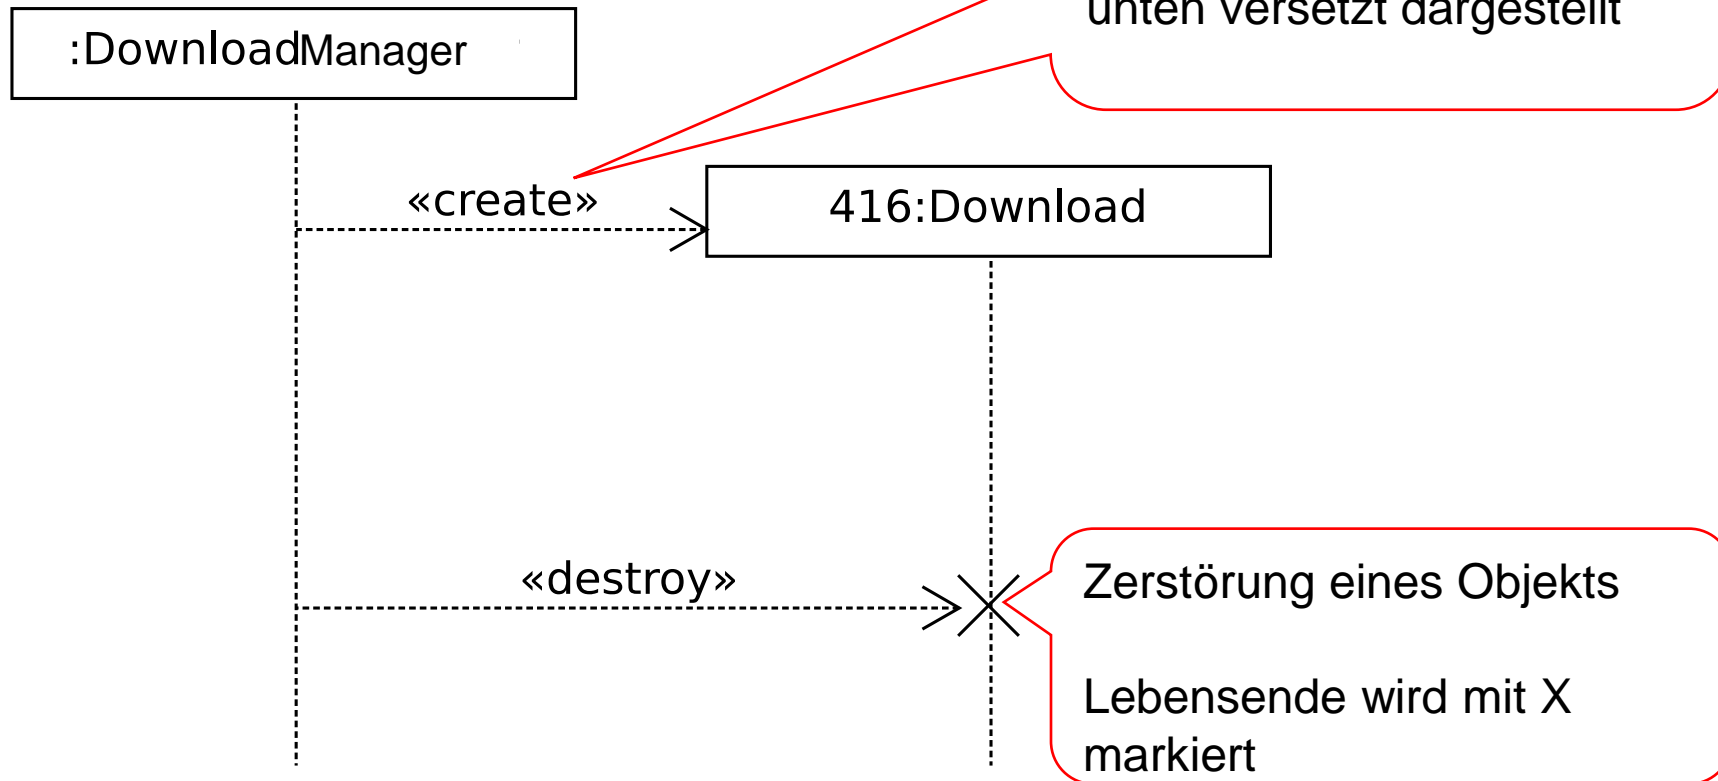 unten versetzt dargestellt
:DownloadManager
«create»
416:Download
«destroy»
Zerstörung eines Objekts
Lebensende wird mit X
markiert